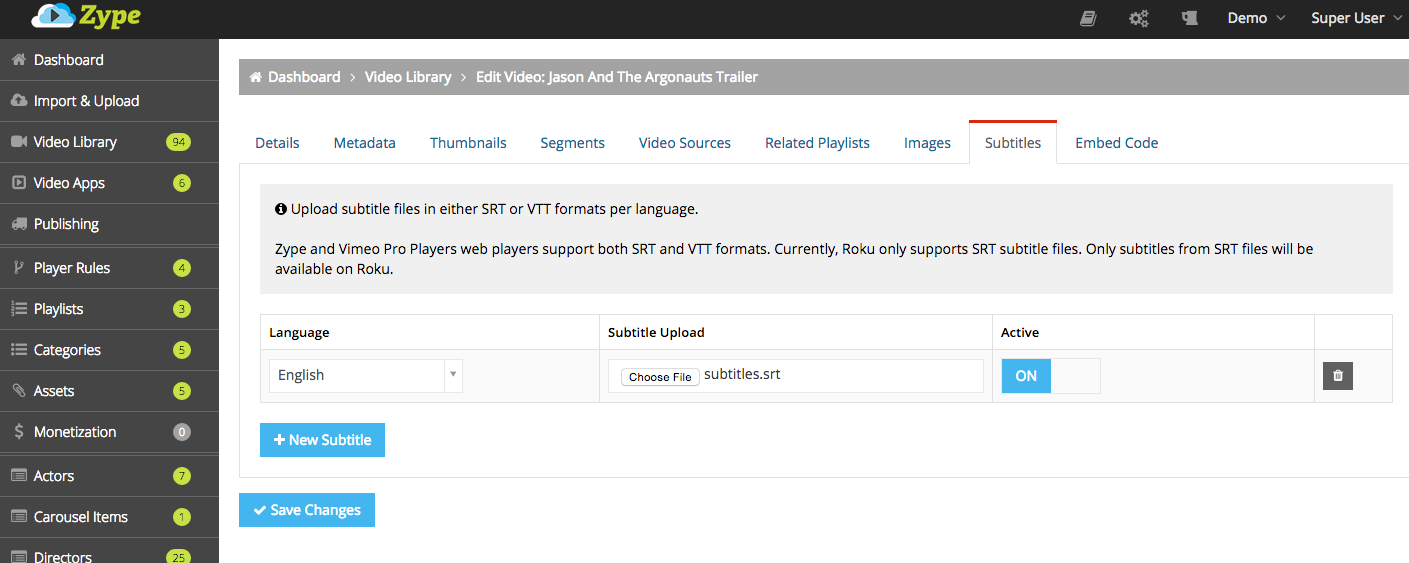 Zype
Demo
Super User
Dashboard
Import & Upload
Video Library 94
Video Apps 6
Publishing
Player Rules 4
Playlists 3
Categories 5
Assets 5
Monetization 0
Actors 7
Carousel Items 1
Directors 25
Dashboard > Video Library > Edit Video: Jason And The Argonauts Trailer
Details Metadata Thumbnails Segments Video Sources Related Playlists Images Subtitles Embed Code
Upload subtitle files in either SRT or VTT formats per language.
Zype and Vimeo Pro Players web players support both SRT and VTT formats. Currently, Roku only supports SRT subtitle files. Only subtitles from SRT files will be
available on Roku.
Language Subtitle Upload Active
English Choose File subtitles.srt ON
+ New Subtitle
Save Changes